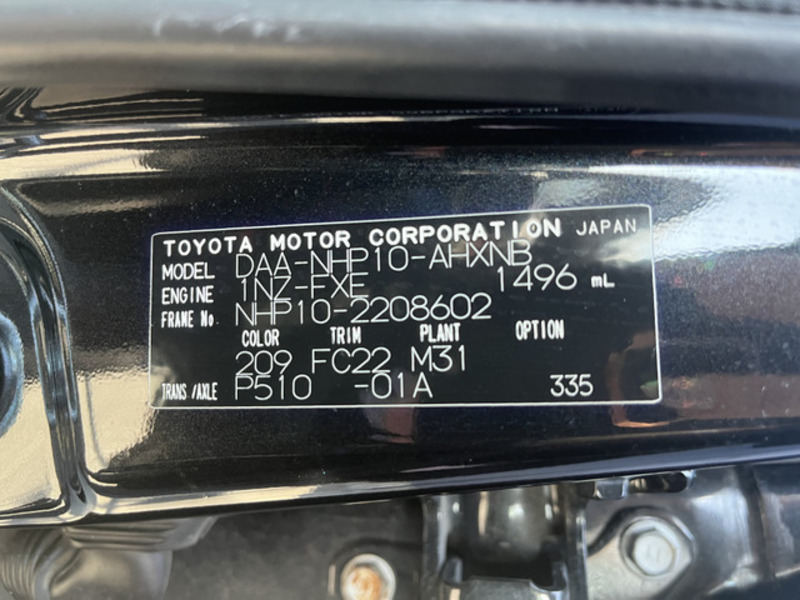 TOYOTA MOTOR CORPORATION JAPAN
MODEL DAA-NHP10-AHXNB
ENGINE 1NZ-FXE 1496 mL
FRAME No NHP10-2208602
COLOR TRIM PLANT OPTION
209 FC22 M31
TRANS/AXLE P510 -01A 335